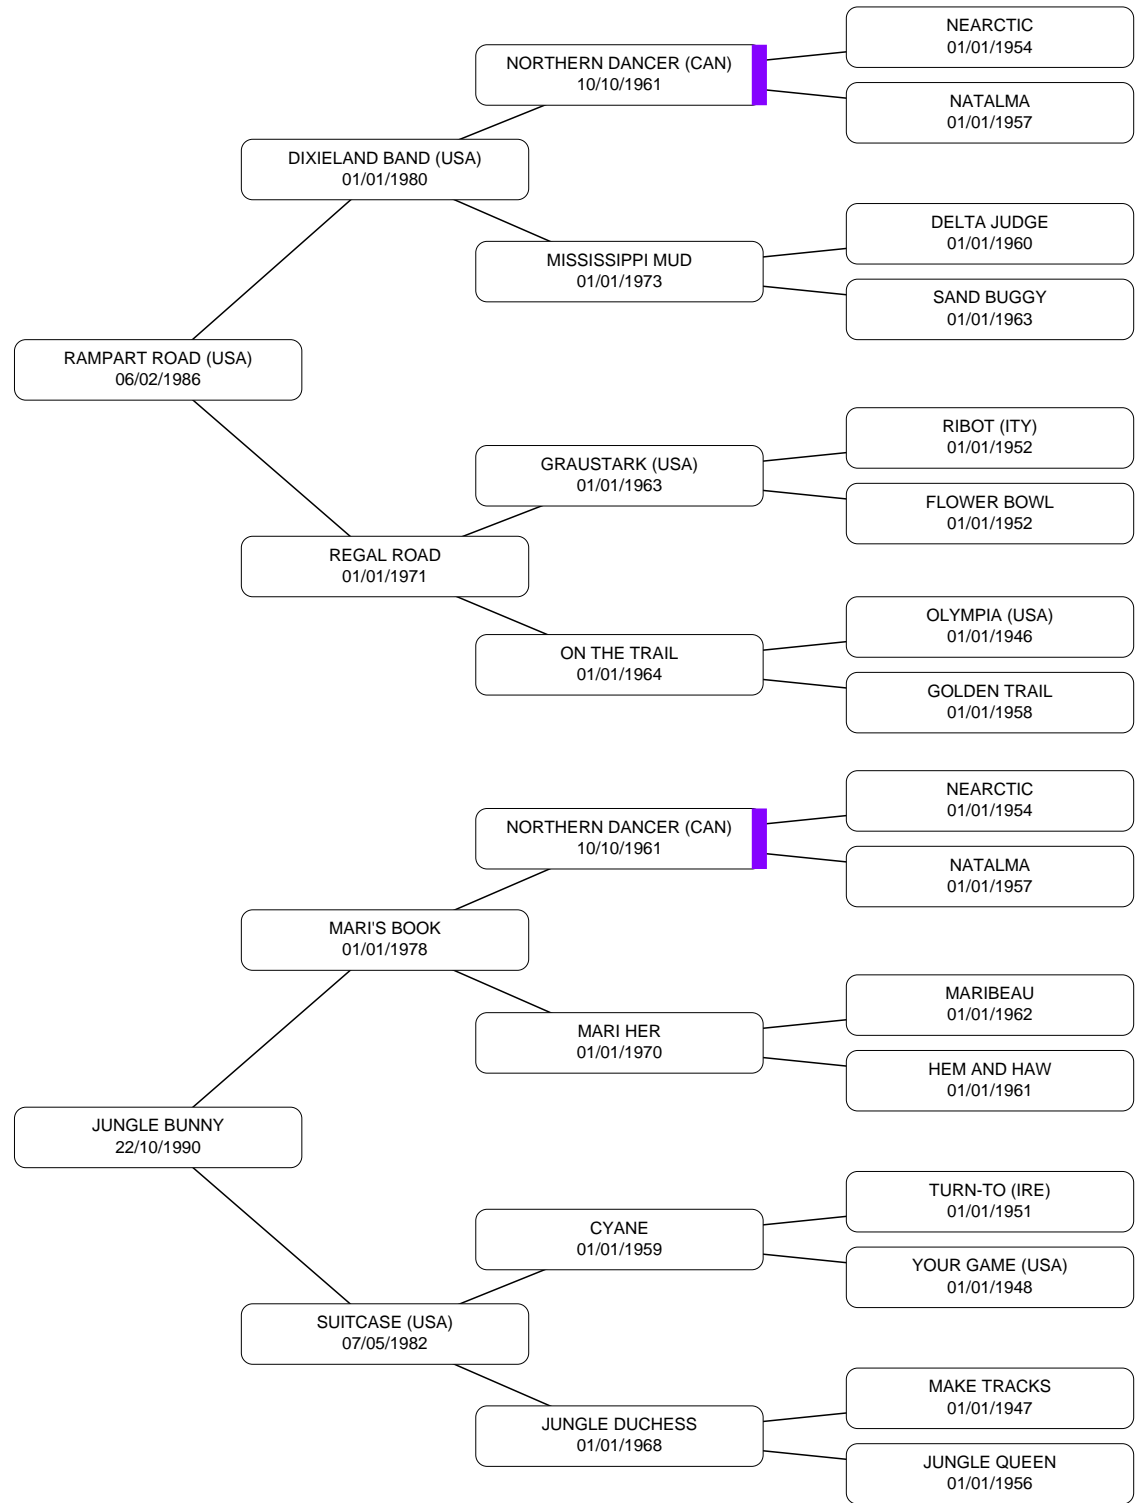 NEARCTIC
01/01/1954
NORTHERN DANCER (CAN)
10/10/1961
NATALMA
01/01/1957
DIXIELAND BAND (USA)
01/01/1980
DELTA JUDGE
01/01/1960
MISSISSIPPI MUD
01/01/1973
SAND BUGGY
01/01/1963
RAMPART ROAD (USA)
06/02/1986
RIBOT (ITY)
01/01/1952
GRAUSTARK (USA)
01/01/1963
FLOWER BOWL
01/01/1952
REGAL ROAD
01/01/1971
OLYMPIA (USA)
01/01/1946
ON THE TRAIL
01/01/1964
GOLDEN TRAIL
01/01/1958
NEARCTIC
01/01/1954
NORTHERN DANCER (CAN)
10/10/1961
NATALMA
01/01/1957
MARI'S BOOK
01/01/1978
MARIBEAU
01/01/1962
MARI HER
01/01/1970
HEM AND HAW
01/01/1961
JUNGLE BUNNY
22/10/1990
TURN-TO (IRE)
01/01/1951
CYANE
01/01/1959
YOUR GAME (USA)
01/01/1948
SUITCASE (USA)
07/05/1982
MAKE TRACKS
01/01/1947
JUNGLE DUCHESS
01/01/1968
JUNGLE QUEEN
01/01/1956